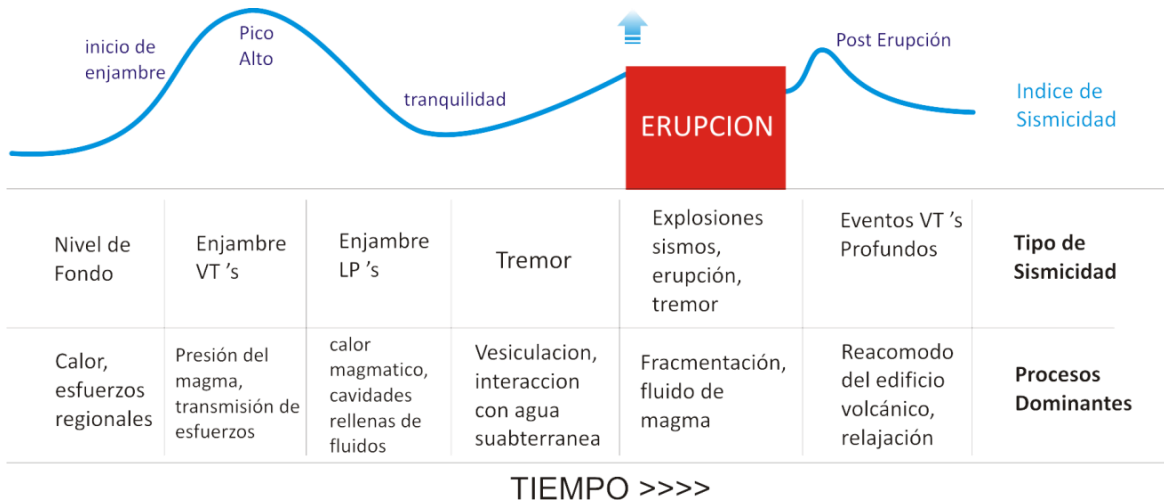 inicio de
enjambre
Pico
Alto
tranquilidad
ERUPCION
Post Erupción
Indice de
Sismicidad
Nivel de
Fondo
Enjambre
VT ’s
Enjambre
LP ’s
Tremor
Explosiones
sismos,
erupción,
tremor
Eventos VT ’s
Profundos
Tipo de
Sismicidad
Calor,
esfuerzos
regionales
Presión del
magma,
transmisión de
esfuerzos
calor
magmatico,
cavidades
rellenas de
fluidos
Vesiculacion,
interaccion
con agua
suabterranea
Fracmentación,
fluido de
magma
Reacomodo
del edificio
volcánico,
relajación
Procesos
Dominantes
TIEMPO >>>>